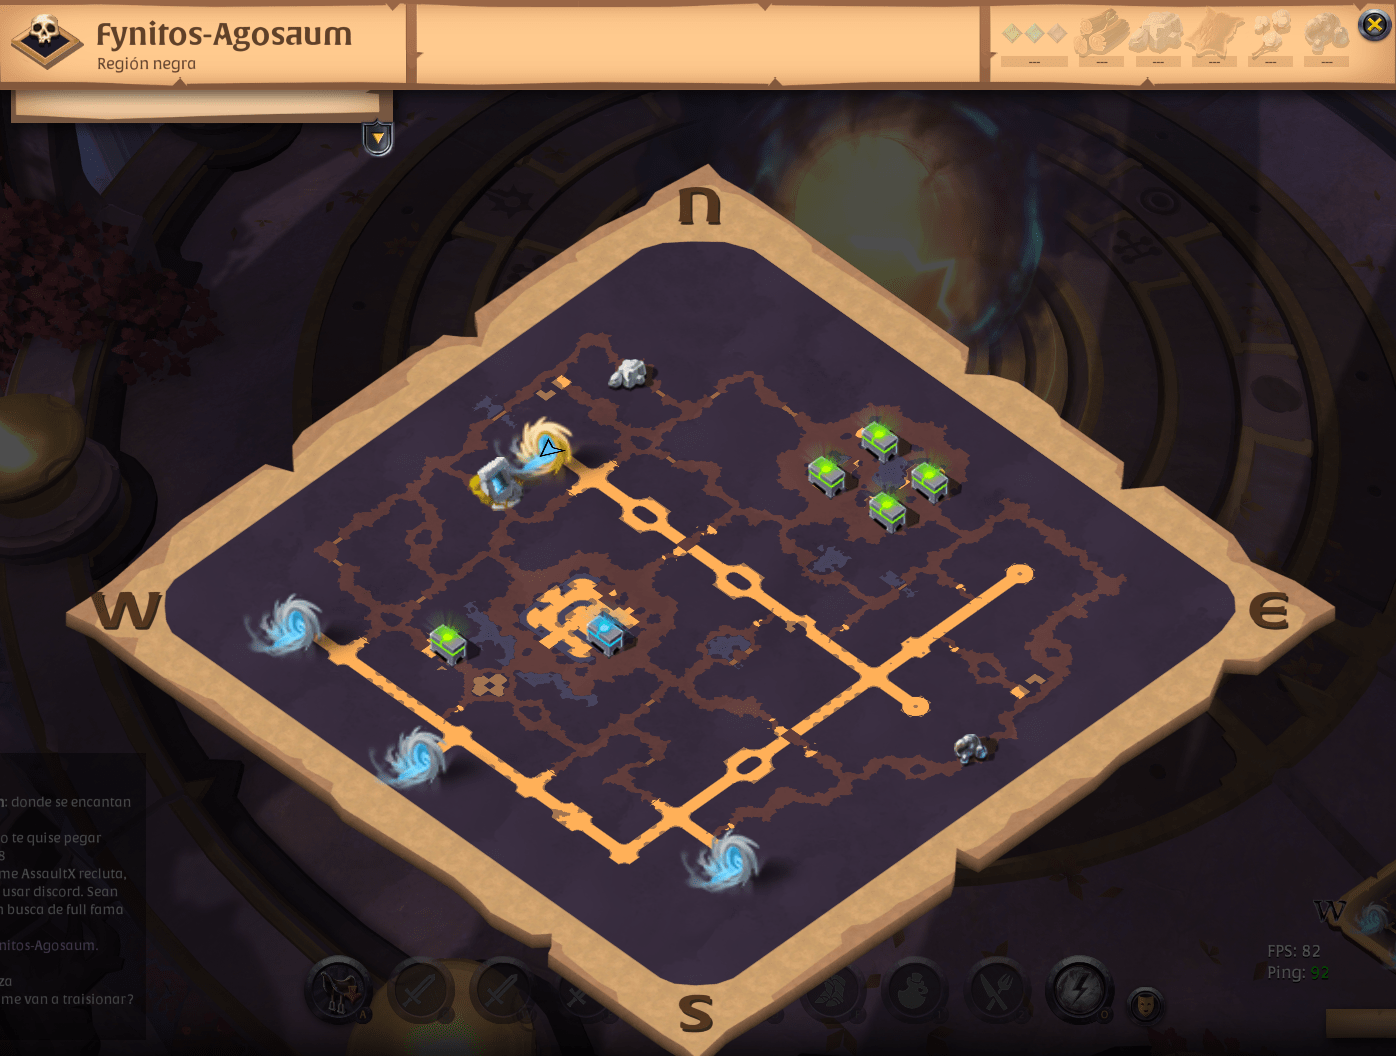 Fynitos-Agosaum
Región negra
--- --- --- --- --- ---
N
W
E
S
: donde se encantan
o te quise pegar
8
me AssaultX recluta,
usar discord. Sean
busca de full fama
nitos-Agosaum.
za
me van a traisionar?
W
FPS: 82
Ping: 92
A